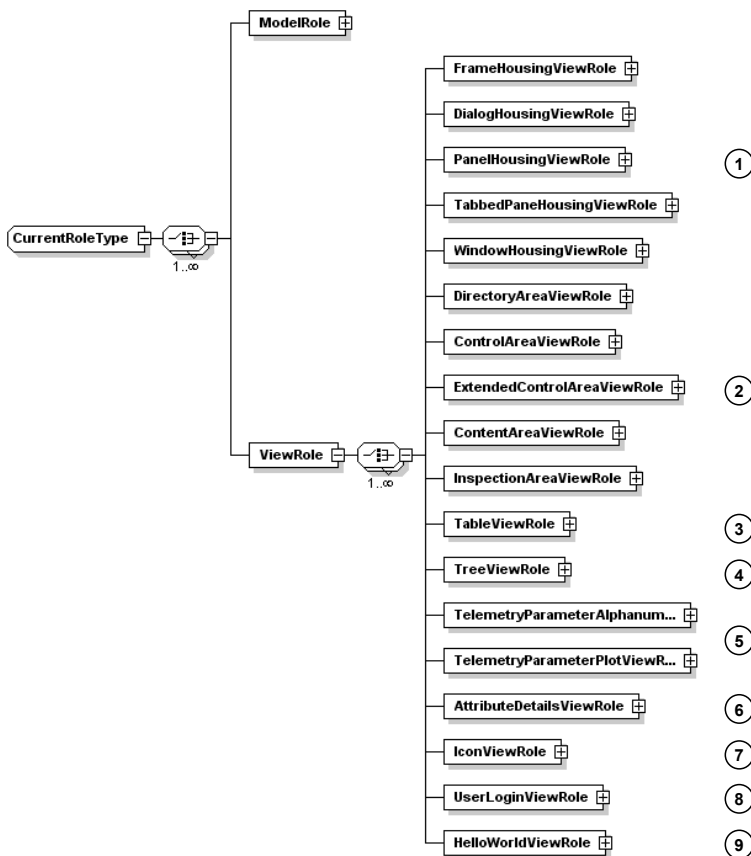 ModelRole
FrameHousingViewRole
DialogHousingViewRole
PanelHousingViewRole
1
TabbedPaneHousingViewRole
CurrentRoleType
1..∞
WindowHousingViewRole
DirectoryAreaViewRole
ControlAreaViewRole
ExtendedControlAreaViewRole
2
ContentAreaViewRole
ViewRole
1..∞
InspectionAreaViewRole
TableViewRole
3
TreeViewRole
4
TelemetryParameterAlphanum...
5
TelemetryParameterPlotViewR...
AttributeDetailsViewRole
6
IconViewRole
7
UserLoginViewRole
8
HelloWorldViewRole
9